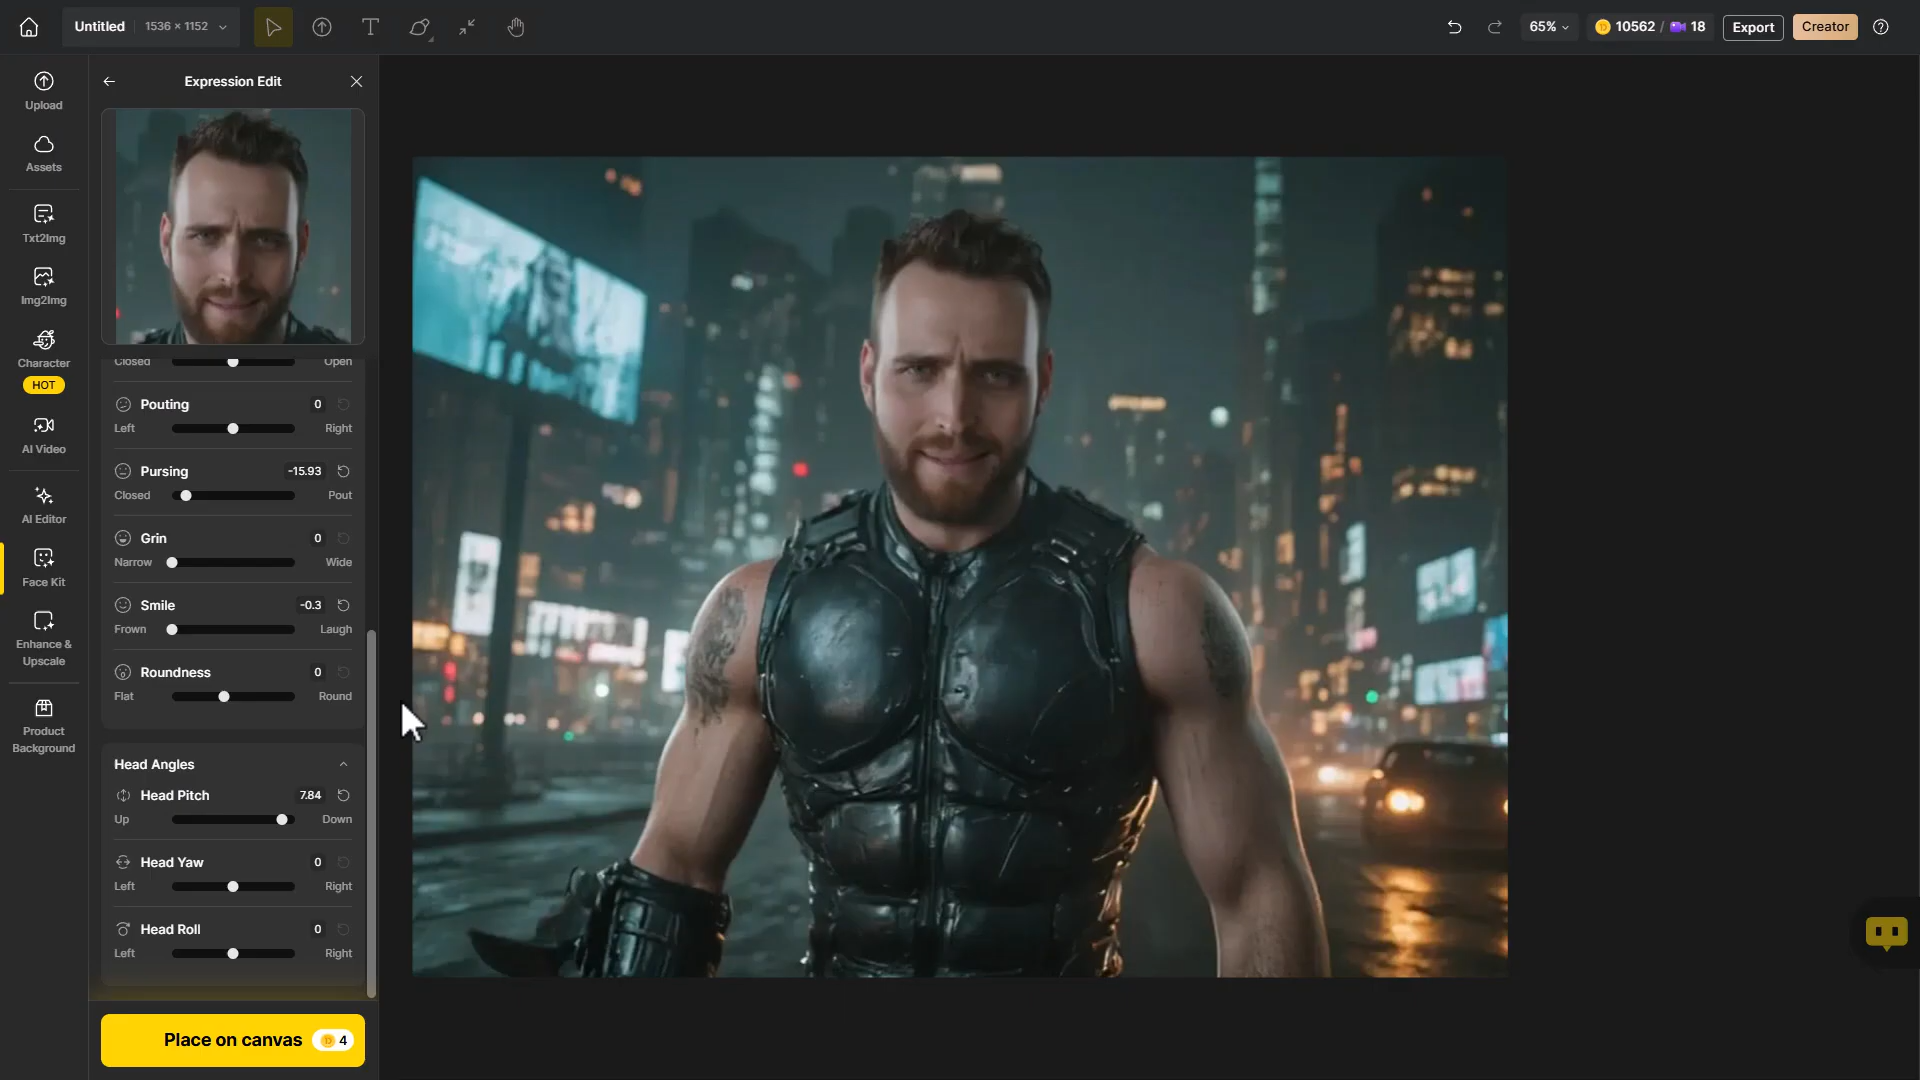 Untitled 1536 × 1152
65% 10562 / 18 Export Creator
Upload
Assets
Txt2Img
Img2Img
Character
HOT
AI Video
AI Editor
Face Kit
Enhance &
Upscale
Product
Background
Expression Edit
Closed Open
Pouting 0
Left Right
Pursing -15.93
Closed Pout
Grin 0
Narrow Wide
Smile -0.3
Frown Laugh
Roundness 0
Flat Round
Head Angles
Head Pitch 7.84
Up Down
Head Yaw 0
Left Right
Head Roll 0
Left Right
Place on canvas 4